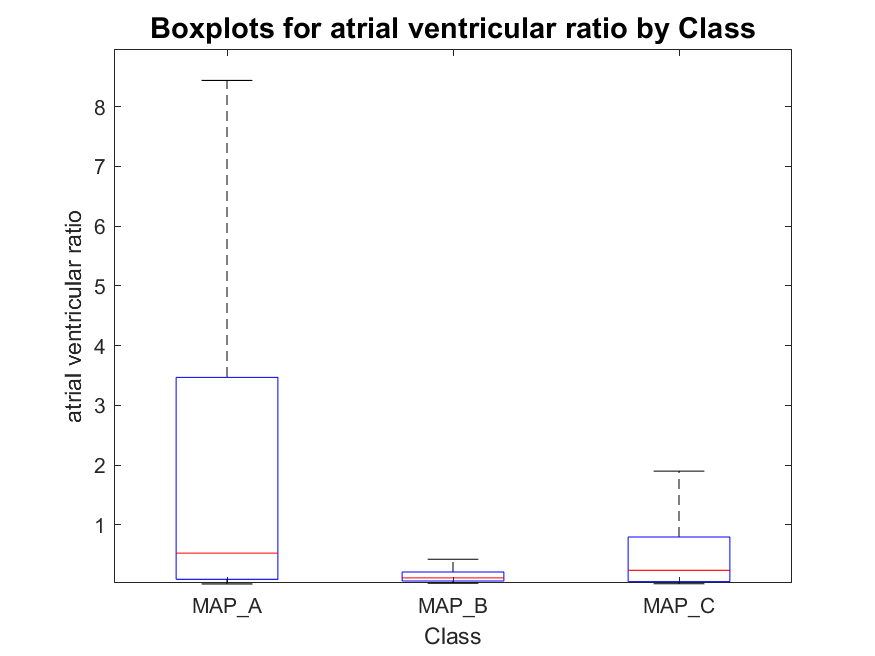 Boxplots for atrial ventricular ratio by Class
atrial ventricular ratio
8
7
6
5
4
3
2
1
MAP_A MAP_B MAP_C
Class